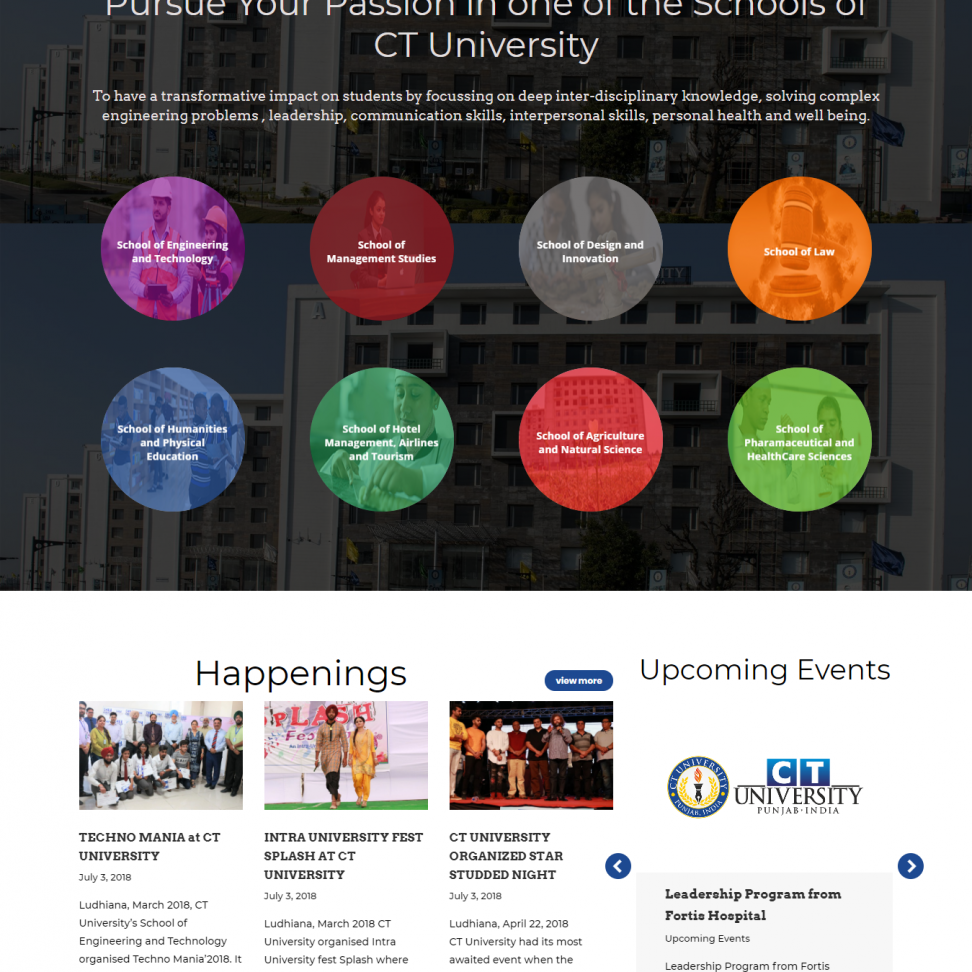 Pursue Your Passion in one of the Schools of
CT University
To have a transformative impact on students by focussing on deep inter-disciplinary knowledge, solving complex
engineering problems , leadership, communication skills, interpersonal skills, personal health and well being.
School of Engineering
and Technology
School of
Management Studies
School of Design and
Innovation
School of Law
School of Humanities
and Physical
Education
School of Hotel
Management, Airlines
and Tourism
School of Agriculture
and Natural Science
School of
Pharamaceutical and
HealthCare Sciences
Happenings
view more
Upcoming Events
SPLASH
CT UNIVERSITY
PUNJAB, INDIA
CT
UNIVERSITY
PUNJAB·INDIA
TECHNO MANIA at CT
UNIVERSITY
July 3, 2018
Ludhiana, March 2018, CT
University's School of
Engineering and Technology
organised Techno Mania'2018. It
INTRA UNIVERSITY FEST
SPLASH AT CT
UNIVERSITY
July 3, 2018
Ludhiana, March 2018 CT
University organised Intra
University fest Splash where
CT UNIVERSITY
ORGANIZED STAR
STUDDED NIGHT
July 3, 2018
Ludhiana, April 22, 2018
CT University had its most
awaited event when the
Leadership Program from
Fortis Hospital
Upcoming Events
Leadership Program from Fortis